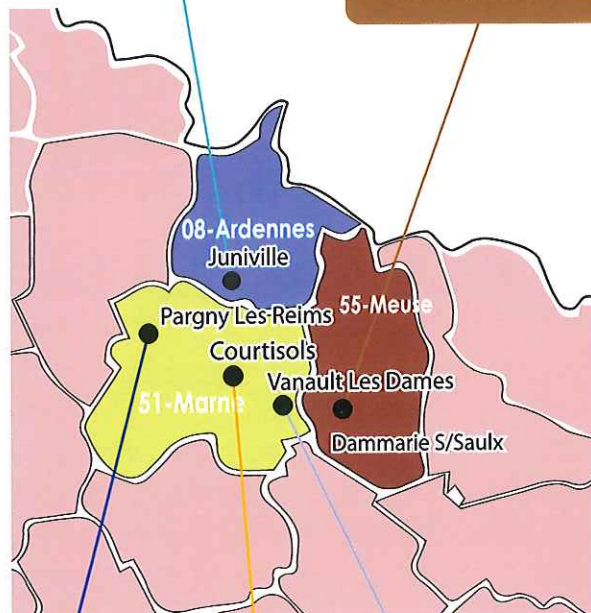 08-Ardennes
Juniville
55-Meuse
Pargny Les-Reims
Courtisols
Vanault Les Dames
51-Marne
Dammarie S/Saulx